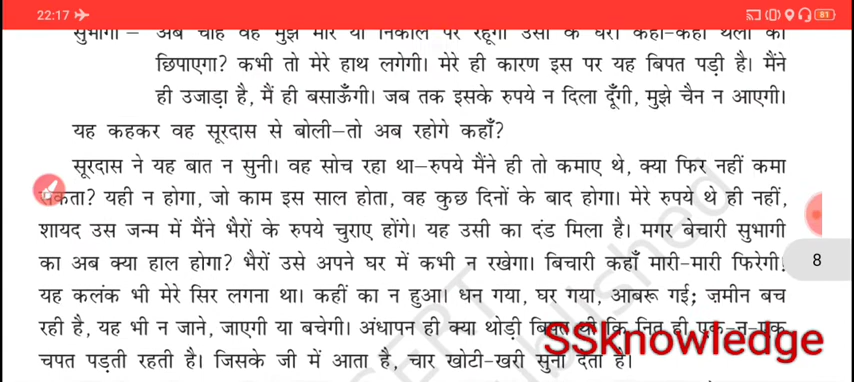 22:17
81
सुभागी – अब चाहे वह मुझे मारे या निकाले पर रहूँगी उसी के घर। कहाँ-कहाँ थैली को
छिपाएगा? कभी तो मेरे हाथ लगेगी। मेरे ही कारण इस पर यह बिपत पड़ी है। मैंने
ही उजाड़ा है, मैं ही बसाऊँगी। जब तक इसके रुपये न दिला दूँगी, मुझे चैन न आएगी।
यह कहकर वह सूरदास से बोली–तो अब रहोगे कहाँ?
सूरदास ने यह बात न सुनी। वह सोच रहा था–रुपये मैंने ही तो कमाए थे, क्या फिर नहीं कमा
सकता? यही न होगा, जो काम इस साल होता, वह कुछ दिनों के बाद होगा। मेरे रुपये थे ही नहीं,
शायद उस जन्म में मैंने भैरों के रुपये चुराए होंगे। यह उसी का दंड मिला है। मगर बेचारी सुभागी
का अब क्या हाल होगा? भैरों उसे अपने घर में कभी न रखेगा। बिचारी कहाँ मारी-मारी फिरेगी!
8
यह कलंक भी मेरे सिर लगना था। कहीं का न हुआ। धन गया, घर गया, आबरू गई; ज़मीन बच
रही है, यह भी न जाने, जाएगी या बचेगी। अंधापन ही क्या थोड़ी बिपत थी कि नित ही एक-न-एक
चपत पड़ती रहती है। जिसके जी में आता है, चार खोटी-खरी सुना देता है।
SSknowledge
published